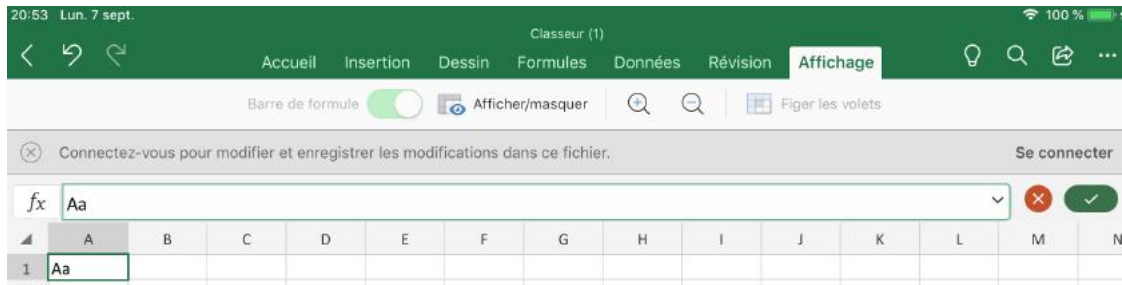 20:53 Lun. 7 sept. 100 %
Classeur (1)
Accueil Insertion Dessin Formules Données Révision Affichage
Barre de formule Afficher/masquer Figer les volets
Connectez-vous pour modifier et enregistrer les modifications dans ce fichier. Se connecter
fx Aa
A B C D E F G H I J K L M N
1 Aa